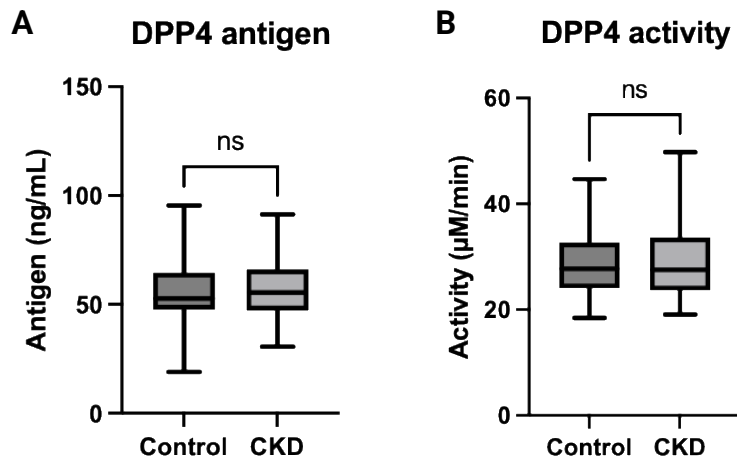 A
DPP4 antigen
Antigen (ng/mL)
150
100
50
0
ns
Control
CKD
B
DPP4 activity
Activity (µM/min)
60
40
20
0
ns
Control
CKD